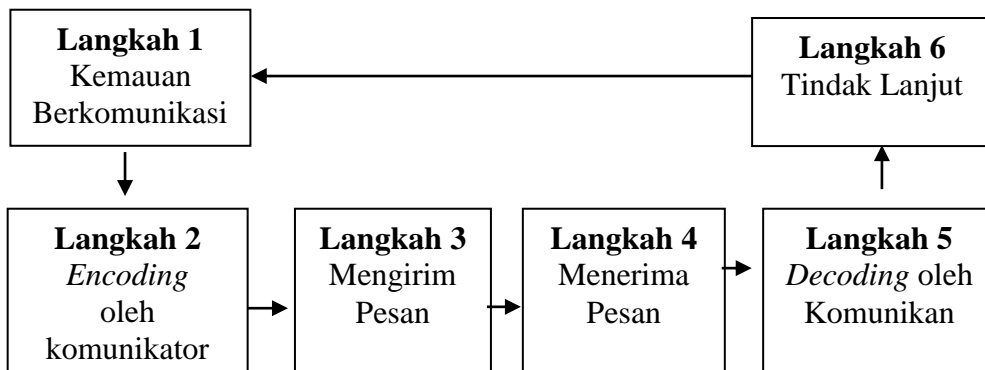 Langkah 1
Kemauan
Berkomunikasi
Langkah 6
Tindak Lanjut
Langkah 2
Encoding
oleh
komunikator
Langkah 3
Mengirim
Pesan
Langkah 4
Menerima
Pesan
Langkah 5
Decoding oleh
Komunikan